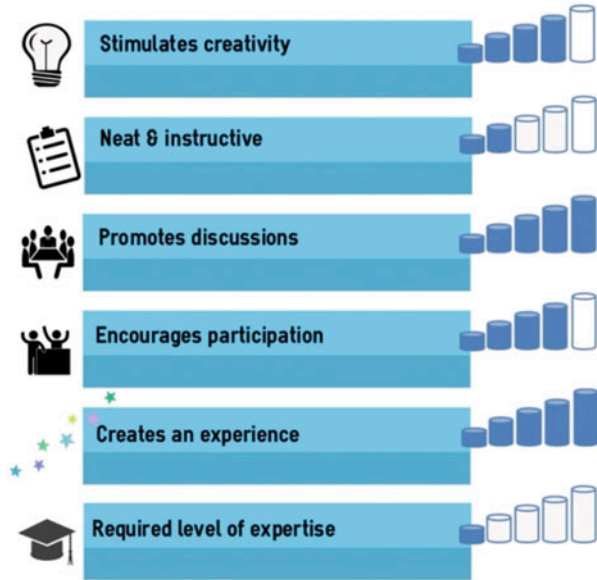 Stimulates creativity
Neat & instructive
Promotes discussions
Encourages participation
Creates an experience
Required level of expertise